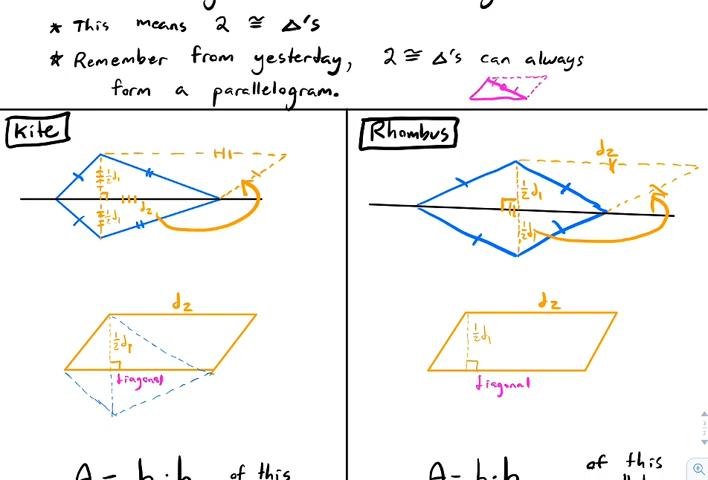 * This means 2 ≅ Δ's
* Remember from yesterday, 2 ≅ Δ's can always
form a parallelogram.
Kite
½d₁
½d₁
d₂
Rhombus
d₂
½d₁
½d₁
d₂
½d₁
diagonal
d₂
½d₁
diagonal
A = b · h of this
A = b · h of this